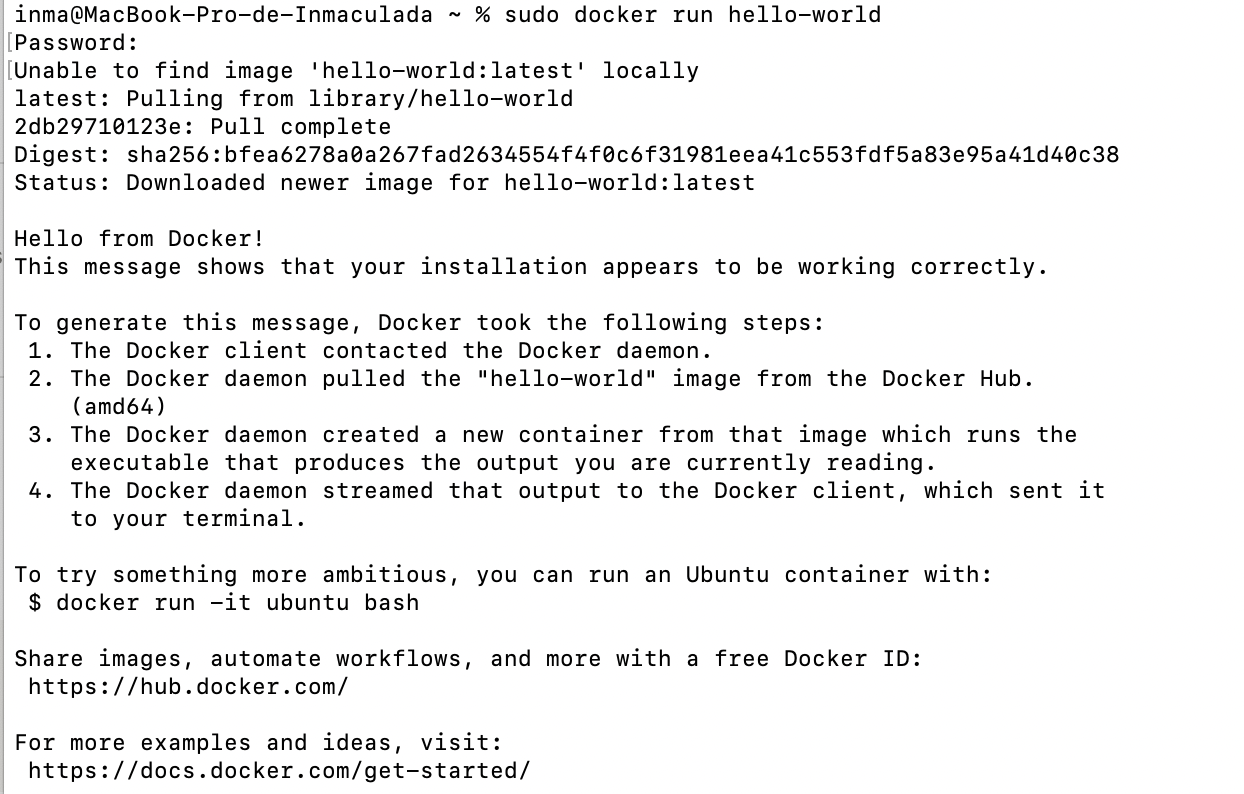 inma@MacBook-Pro-de-Inmaculada ~ % sudo docker run hello-world
[Password:
[Unable to find image 'hello-world:latest' locally
latest: Pulling from library/hello-world
2db29710123e: Pull complete
Digest: sha256:bfea6278a0a267fad2634554f4f0c6f31981eea41c553fdf5a83e95a41d40c38
Status: Downloaded newer image for hello-world:latest

Hello from Docker!
This message shows that your installation appears to be working correctly.

To generate this message, Docker took the following steps:
 1. The Docker client contacted the Docker daemon.
 2. The Docker daemon pulled the "hello-world" image from the Docker Hub.
    (amd64)
 3. The Docker daemon created a new container from that image which runs the
    executable that produces the output you are currently reading.
 4. The Docker daemon streamed that output to the Docker client, which sent it
    to your terminal.

To try something more ambitious, you can run an Ubuntu container with:
 $ docker run -it ubuntu bash

Share images, automate workflows, and more with a free Docker ID:
 https://hub.docker.com/

For more examples and ideas, visit:
 https://docs.docker.com/get-started/